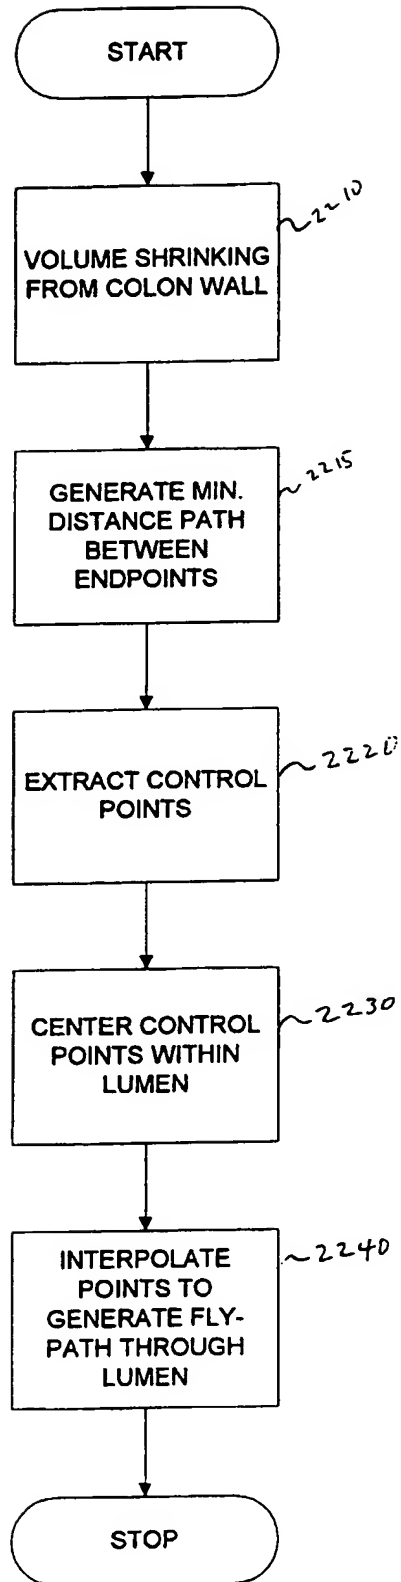 START
2210
VOLUME SHRINKING
FROM COLON WALL
2215
GENERATE MIN.
DISTANCE PATH
BETWEEN
ENDPOINTS
2220
EXTRACT CONTROL
POINTS
2230
CENTER CONTROL
POINTS WITHIN
LUMEN
2240
INTERPOLATE
POINTS TO
GENERATE FLY-
PATH THROUGH
LUMEN
STOP